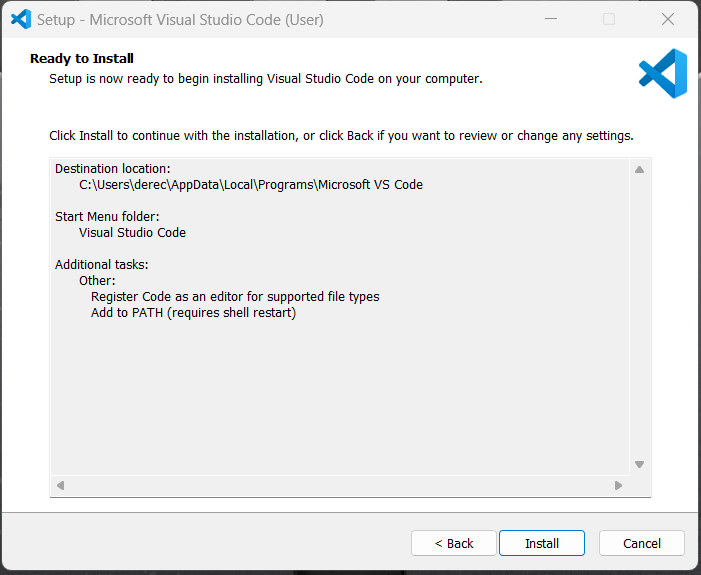 Setup - Microsoft Visual Studio Code (User)
Ready to Install
Setup is now ready to begin installing Visual Studio Code on your computer.
Click Install to continue with the installation, or click Back if you want to review or change any settings.
Destination location:
C:\Users\derec\AppData\Local\Programs\Microsoft VS Code
Start Menu folder:
Visual Studio Code
Additional tasks:
Other:
Register Code as an editor for supported file types
Add to PATH (requires shell restart)
< Back
Install
Cancel